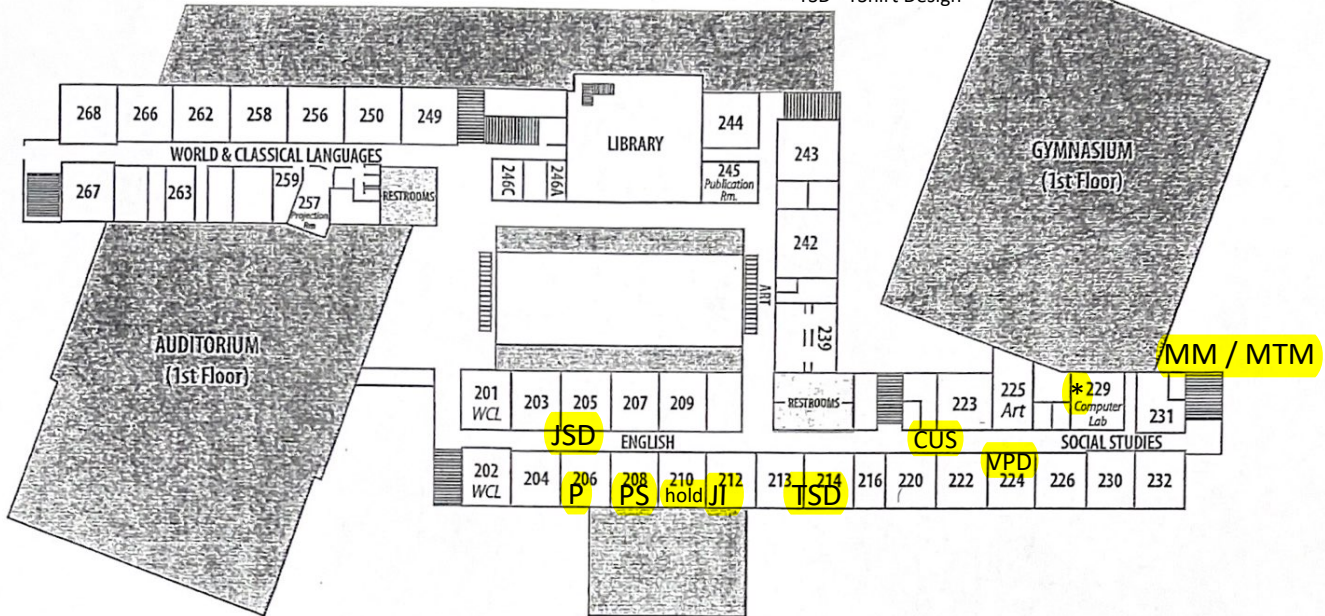 TSD - TShirt Design
268 266 262 258 256 250 249
WORLD & CLASSICAL LANGUAGES
267 263 259 257
Projection
Rm
RESTROOMS
LIBRARY
246C 246A
244
245
Publication
Rm.
243
242
ART
239
GYMNASIUM
(1st Floor)
AUDITORIUM
(1st Floor)
MM / MTM
201
WCL
203 205 207 209
RESTROOMS
223
225
Art
*229
Computer
Lab
231
JSD
ENGLISH
CUS
SOCIAL STUDIES
VPD
202
WCL
204 206 208 210 212 213 214 216 220 222 224 226 230 232
P PS hold JI TSD